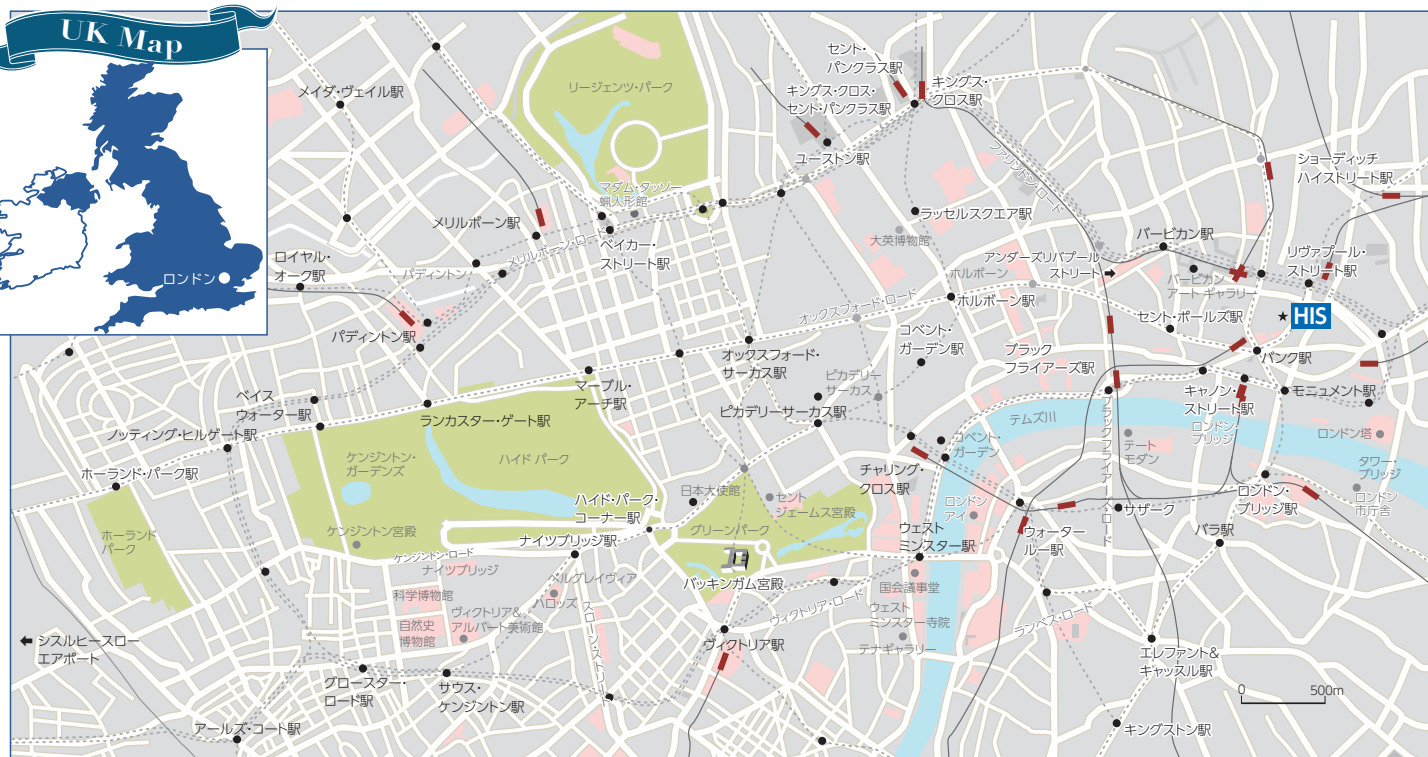 UK Map
ロンドン
メイダ・ヴェイル駅
リージェンツ・パーク
セント・
パンクラス駅
キングス・クロス・
セント・パンクラス駅
キングス・
クロス駅
ユーストン駅
ファリンドン・ロード
ショーディッチ
ハイストリート駅
マダム・タッソー
蝋人形館
メリルボーン駅
メリルボーン・ロード
ベイカー・
ストリート駅
ラッセルスクエア駅
大英博物館
バービカン駅
リヴァプール・
ストリート駅
アンダーズリバプール
ストリート
バービカン
アートギャラリー
ロイヤル・
オーク駅
パディントン
パディントン駅
ホルボーン
ホルボーン駅
オックスフォード・ロード
セント・ポールズ駅
★HIS
バンク駅
オックスフォード・
サーカス駅
コベント・
ガーデン駅
ブラック
フライアーズ駅
マーブル・
アーチ駅
ピカデリー
サーカス
ピカデリーサーカス駅
キャノン・
ストリート駅
モニュメント駅
ベイス
ウォーター駅
ランカスター・ゲート駅
ノッティング・ヒルゲート駅
テムズ川
ブラックフライアーズロード
ロンドン・
ブリッジ
ロンドン塔
テート
モダン
コベント・
ガーデン
タワー・
ブリッジ
ホーランド・パーク駅
ケンジントン・
ガーデンズ
ハイド パーク
チャリング・
クロス駅
日本大使館
セント
ジェームス宮殿
ハイド・パーク・
コーナー駅
ロンドン
アイ
サザーク
ロンドン・
ブリッジ駅
ロンドン
市庁舎
ホーランド
パーク
ケンジントン宮殿
グリーンパーク
ウェスト
ミンスター駅
ウォーター
ルー駅
バラ駅
ケンジントン・ロード
ナイツブリッジ
ナイツブリッジ駅
ベルグレイヴィア
バッキンガム宮殿
国会議事堂
科学博物館
ハロッズ
ヴィクトリア&
アルバート美術館
自然史
博物館
スローン・ストリート
ヴィクトリア・ロード
ウェスト
ミンスター寺院
テナギャラリー
ランベス・ロード
シスルヒースロー
エアポート
ヴィクトリア駅
エレファント&
キャッスル駅
グロースター・
ロード駅
サウス・
ケンジントン駅
アールズ・コート駅
キングストン駅
0 500m